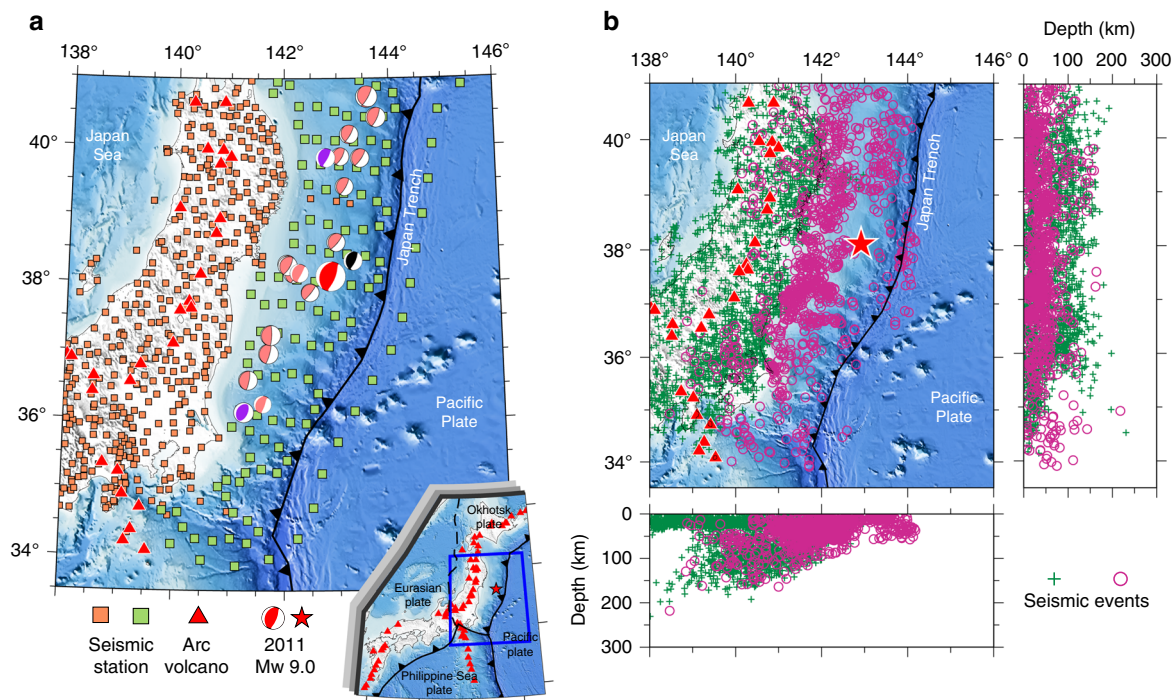 a
138° 140° 142° 144° 146°
40°
38°
36°
34°
Japan
Sea
Japan Trench
Pacific
Plate
Okhotsk
plate
Eurasian
plate
Pacific
plate
Philippine Sea
plate
Seismic
station
Arc
volcano
2011
Mw 9.0
b
138° 140° 142° 144° 146°
40°
38°
36°
34°
Japan
Sea
Japan Trench
Pacific
Plate
Depth (km)
0 100 200 300
0
100
200
300
Depth (km)
Seismic events